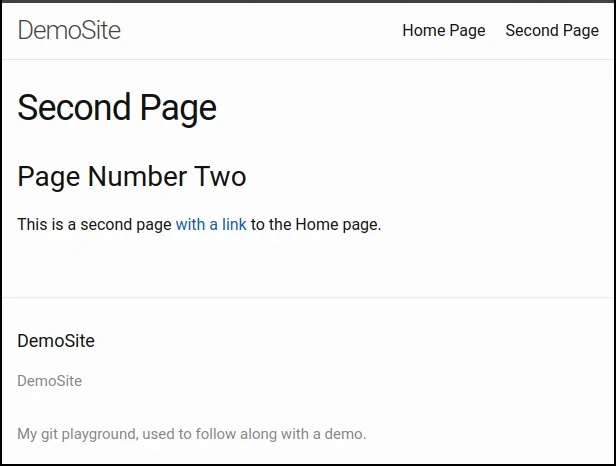 DemoSite
Home Page Second Page
Second Page
Page Number Two
This is a second page with a link to the Home page.
DemoSite
DemoSite
My git playground, used to follow along with a demo.